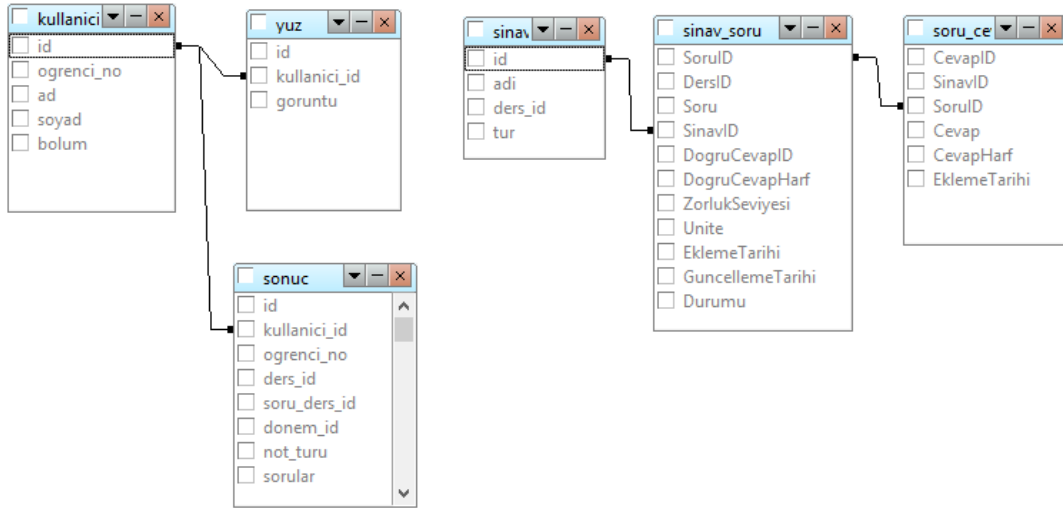 kullanici
id
ogrenci_no
ad
soyad
bolum
yuz
id
kullanici_id
goruntu
sinav
id
adi
ders_id
tur
sinav_soru
SoruID
DersID
Soru
SinavID
DogruCevapID
DogruCevapHarf
ZorlukSeviyesi
Unite
EklemeTarihi
GuncellemeTarihi
Durumu
soru_ce
CevapID
SinavID
SoruID
Cevap
CevapHarf
EklemeTarihi
sonuc
id
kullanici_id
ogrenci_no
ders_id
soru_ders_id
donem_id
not_turu
sorular